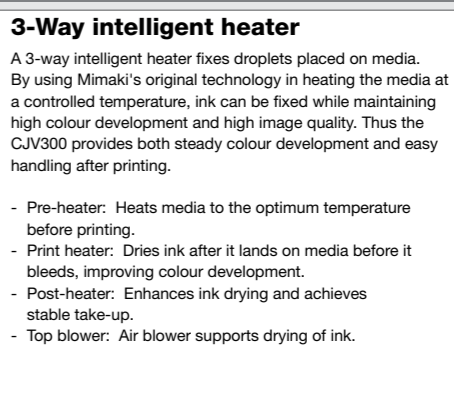 3-Way intelligent heater
A 3-way intelligent heater fixes droplets placed on media.
By using Mimaki's original technology in heating the media at
a controlled temperature, ink can be fixed while maintaining
high colour development and high image quality. Thus the
CJV300 provides both steady colour development and easy
handling after printing.
- Pre-heater:  Heats media to the optimum temperature
before printing.
- Print heater:  Dries ink after it lands on media before it
bleeds, improving colour development.
- Post-heater:  Enhances ink drying and achieves
stable take-up.
- Top blower:  Air blower supports drying of ink.